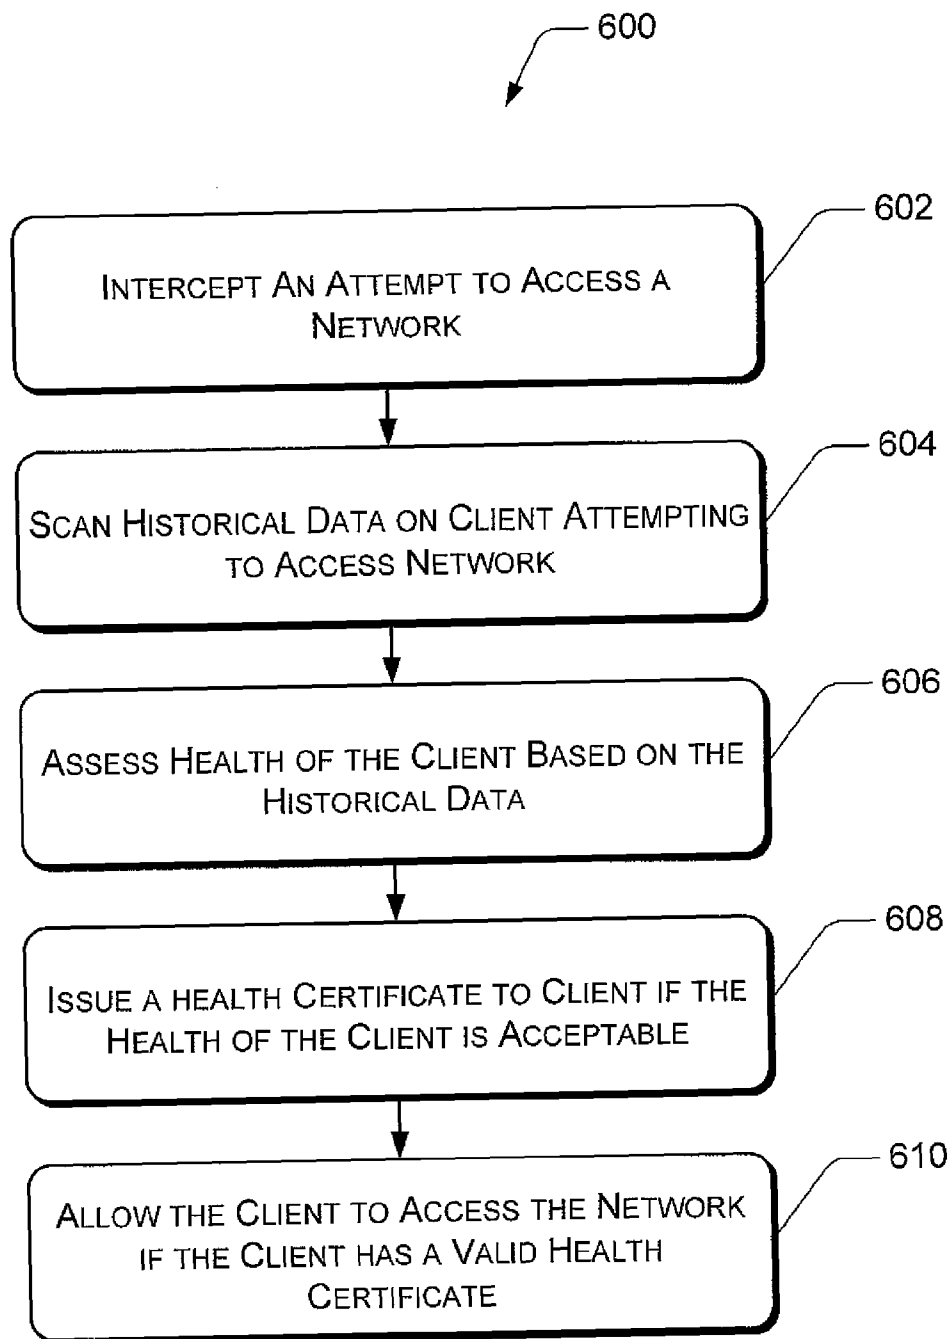 600
602
INTERCEPT AN ATTEMPT TO ACCESS A
NETWORK
604
SCAN HISTORICAL DATA ON CLIENT ATTEMPTING
TO ACCESS NETWORK
606
ASSESS HEALTH OF THE CLIENT BASED ON THE
HISTORICAL DATA
608
ISSUE A HEALTH CERTIFICATE TO CLIENT IF THE
HEALTH OF THE CLIENT IS ACCEPTABLE
610
ALLOW THE CLIENT TO ACCESS THE NETWORK
IF THE CLIENT HAS A VALID HEALTH
CERTIFICATE